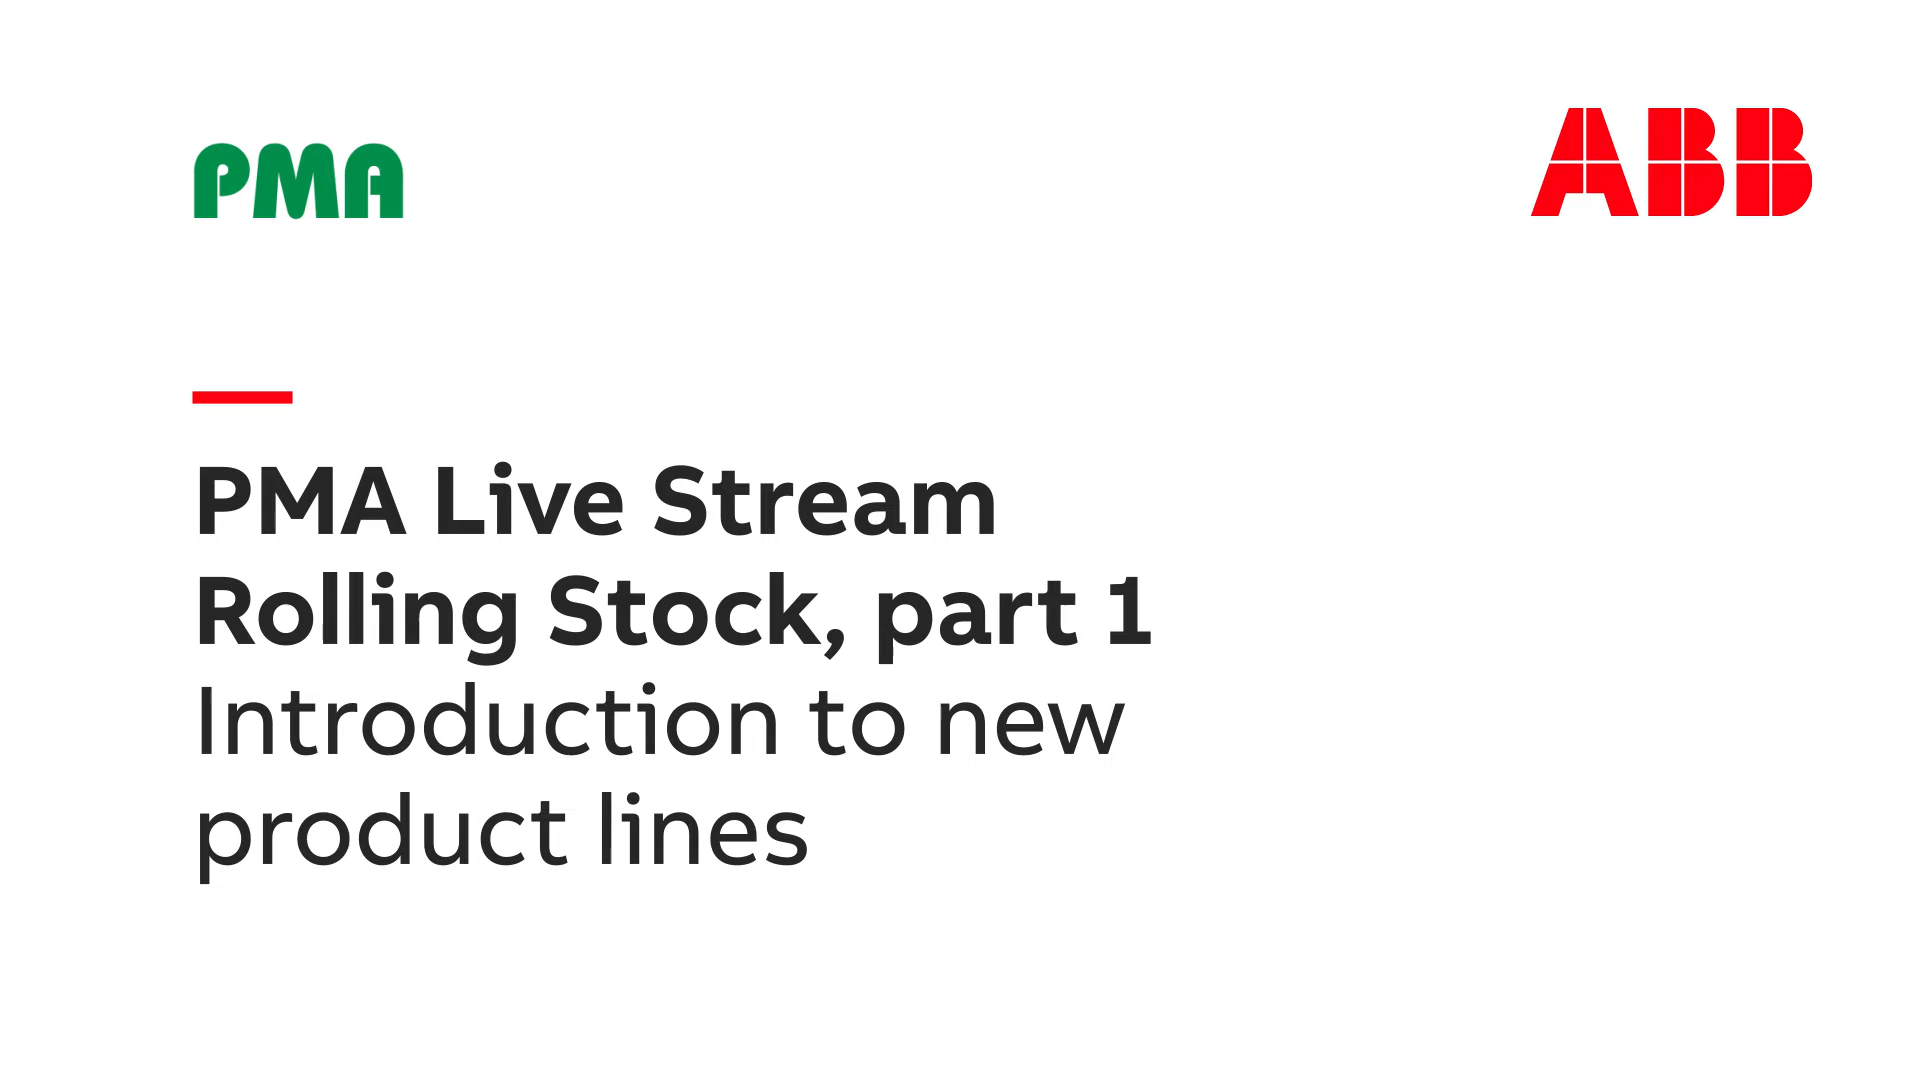 PMA
ABB
PMA Live Stream
Rolling Stock, part 1
Introduction to new
product lines